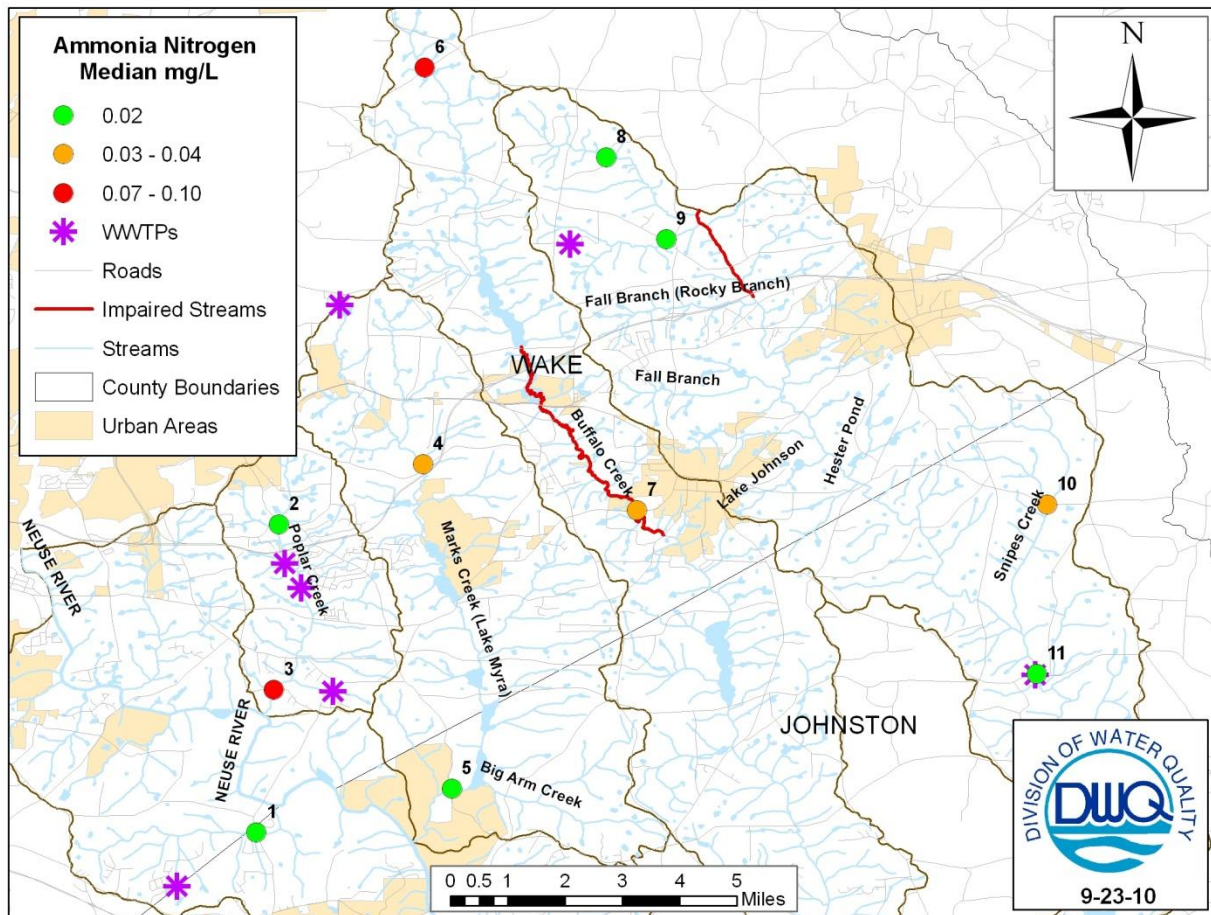 Ammonia Nitrogen
Median mg/L
0.02
0.03 - 0.04
0.07 - 0.10
WWTPs
Roads
Impaired Streams
Streams
County Boundaries
Urban Areas
N
6
8
9
Fall Branch (Rocky Branch)
WAKE
Fall Branch
Buffalo Creek
4
7
Lake Johnson
Hester Pond
10
Snipes Creek
2
Poplar Creek
NEUSE RIVER
Marks Creek (Lake Myra)
3
NEUSE RIVER
11
JOHNSTON
5
Big Arm Creek
1
0 0.5 1 2 3 4 5
Miles
DIVISION OF WATER QUALITY
DWQ
9-23-10